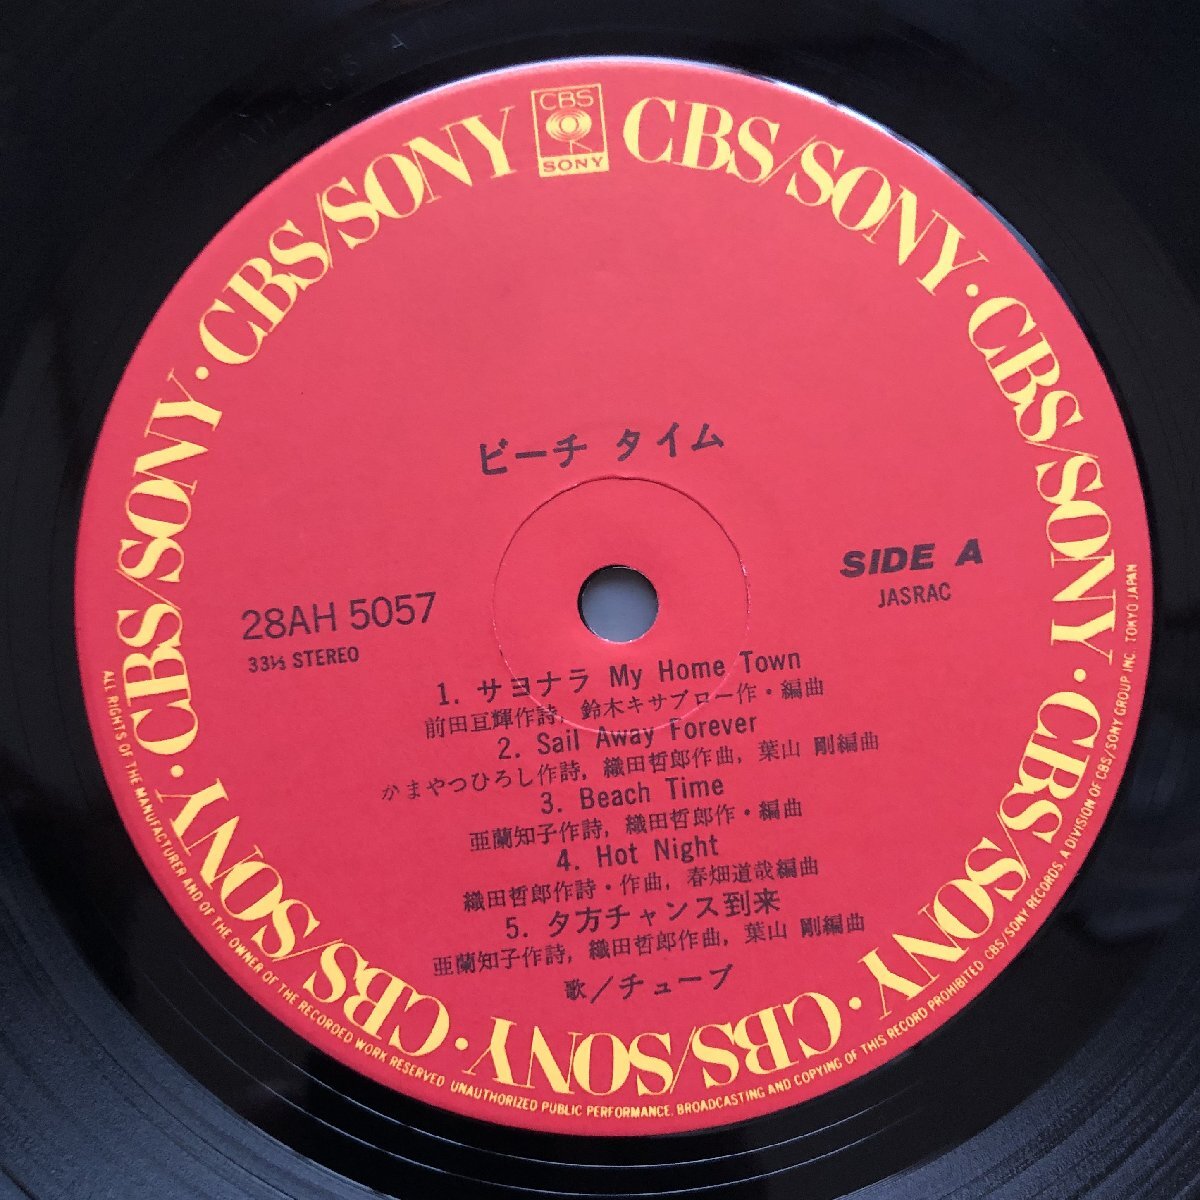 CBS
SONY
CBS/SONY · CBS/SONY · CBS/SONY · CBS/SONY · CBS/SONY · CBS/SONY · CBS/SONY · CBS/SONY
ビーチ タイム
SIDE A
JASRAC
28AH 5057
33⅓ STEREO
1. サヨナラ My Home Town
前田亘輝作詩, 鈴木キサブロー作・編曲
2. Sail Away Forever
かまやつひろし作詩, 織田哲郎作曲, 葉山 剛編曲
3. Beach Time
亜蘭知子作詩, 織田哲郎作・編曲
4. Hot Night
織田哲郎作詩・作曲, 春畑道哉編曲
5. 夕方チャンス到来
亜蘭知子作詩, 織田哲郎作曲, 葉山 剛編曲
歌/チューブ
ALL RIGHTS OF THE MANUFACTURER AND OF THE OWNER OF THE RECORDED WORK RESERVED UNAUTHORIZED PUBLIC PERFORMANCE. BROADCASTING AND COPYING OF THIS RECORD PROHIBITED CBS/SONY RECORDS. A DIVISION OF CBS/SONY GROUP INC. TOKYO JAPAN